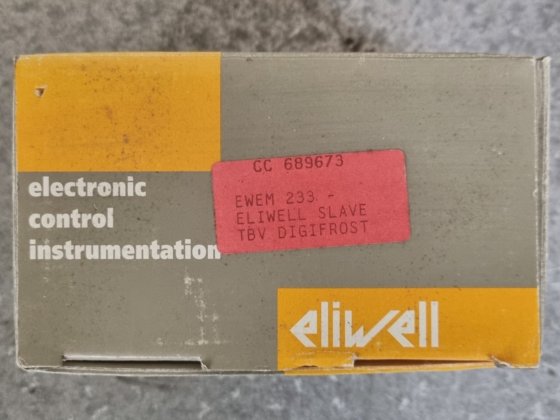 electronic
control
instrumentation
CC 689673
EWEM 233 -
ELIWELL SLAVE
TBV DIGIFROST
eliwell